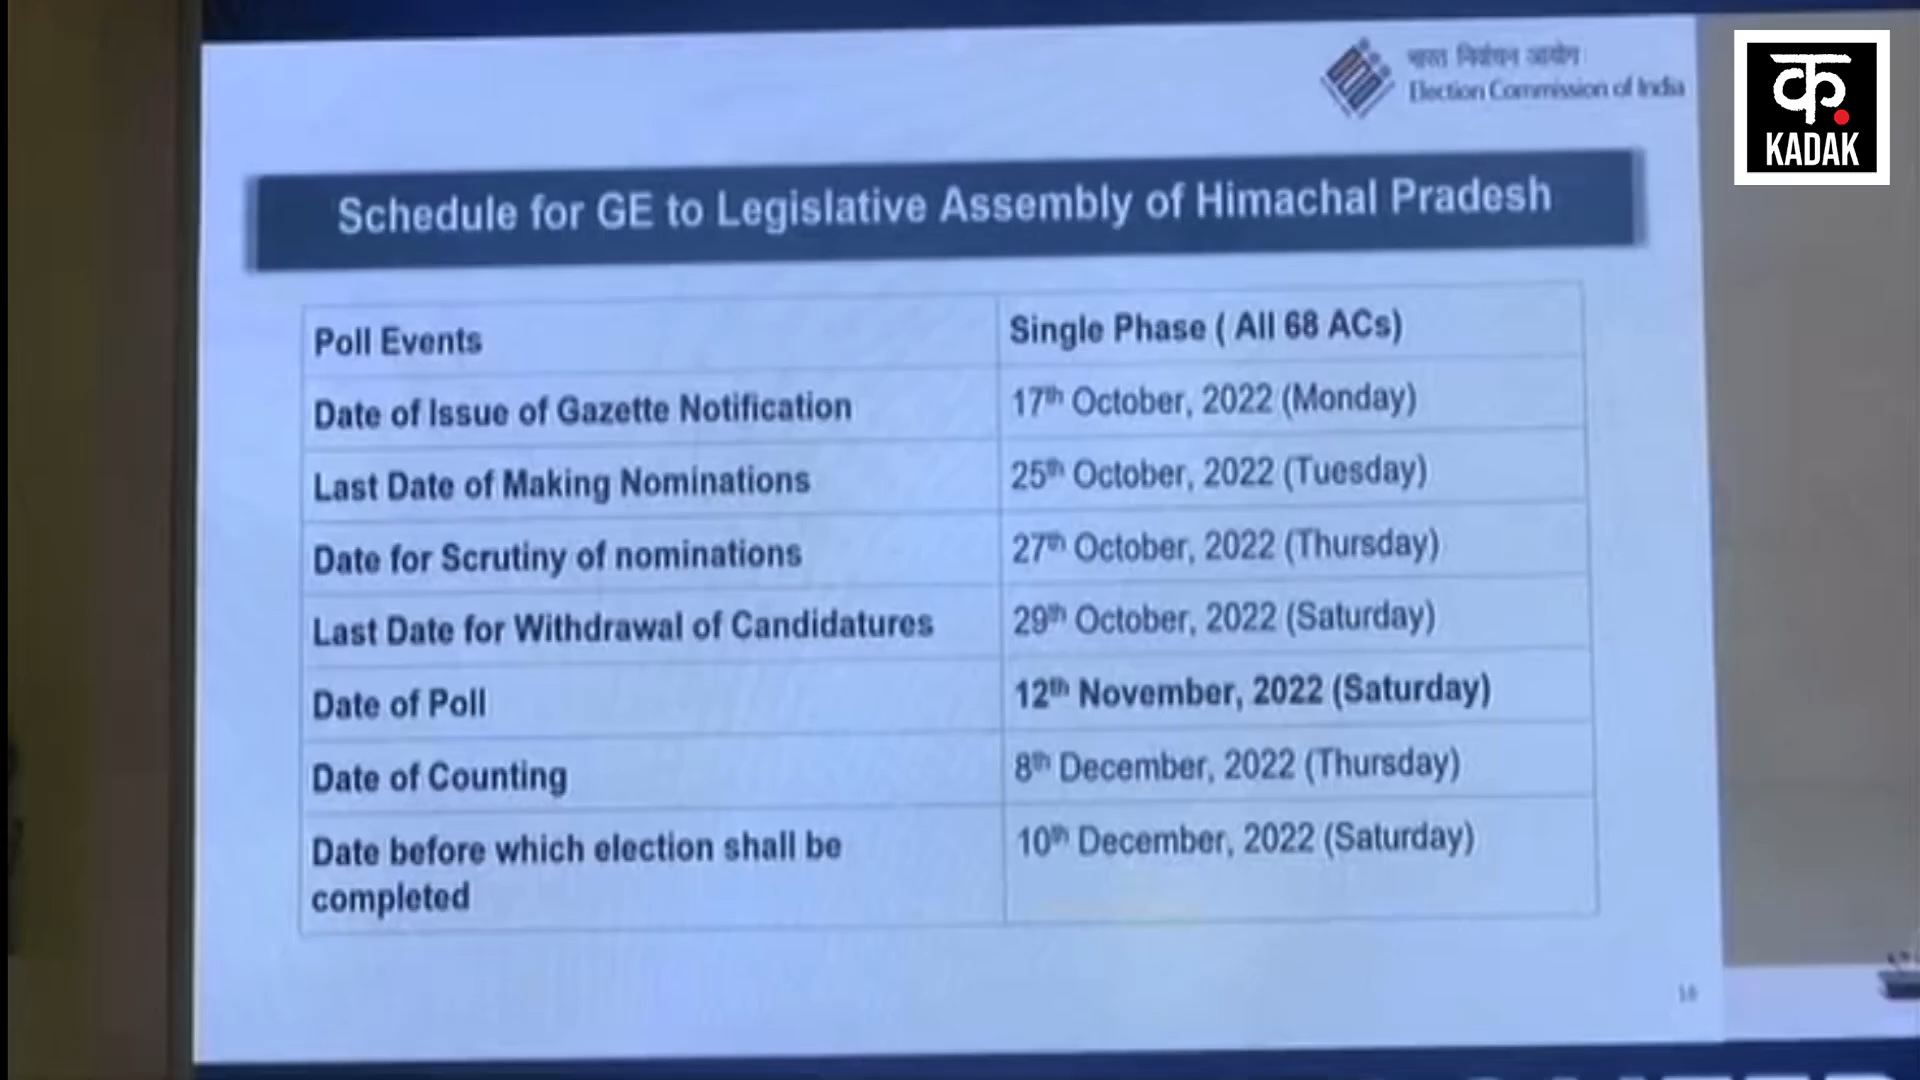 भारत निर्वाचन आयोग
Election Commission of India
क
KADAK
Schedule for GE to Legislative Assembly of Himachal Pradesh
Poll Events Single Phase ( All 68 ACs)
Date of Issue of Gazette Notification 17th October, 2022 (Monday)
Last Date of Making Nominations 25th October, 2022 (Tuesday)
Date for Scrutiny of nominations 27th October, 2022 (Thursday)
Last Date for Withdrawal of Candidatures 29th October, 2022 (Saturday)
Date of Poll 12th November, 2022 (Saturday)
Date of Counting 8th December, 2022 (Thursday)
Date before which election shall be 10th December, 2022 (Saturday)
completed